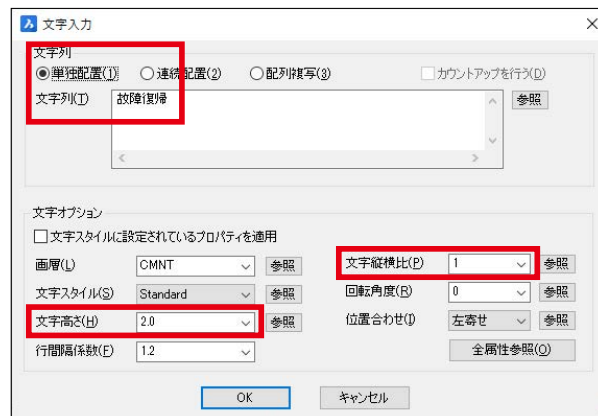 文字入力
文字列
単独配置(1) 連続配置(2) 配列複写(3) カウントアップを行う(D)
文字列(T) 故障復帰 参照
文字オプション
文字スタイルに設定されているプロパティを適用
画層(L) CMNT 参照 文字縦横比(P) 1 参照
文字スタイル(S) Standard 参照 回転角度(R) 0 参照
文字高さ(H) 2.0 参照 位置合わせ(I) 左寄せ 参照
行間隔係数(F) 1.2 全属性参照(O)
OK キャンセル